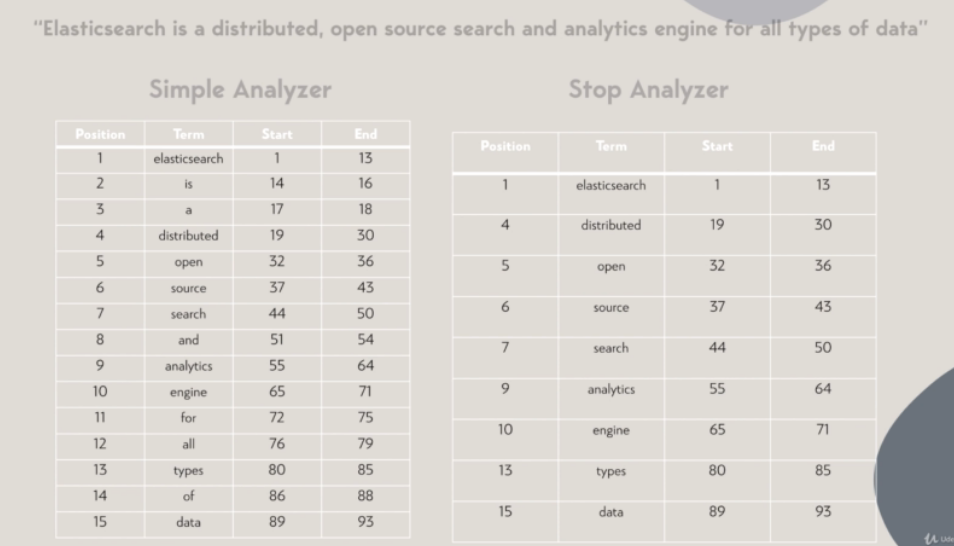 “Elasticsearch is a distributed, open source search and analytics engine for all types of data”
Simple Analyzer
Position Term Start End
1 elasticsearch 1 13
2 is 14 16
3 a 17 18
4 distributed 19 30
5 open 32 36
6 source 37 43
7 search 44 50
8 and 51 54
9 analytics 55 64
10 engine 65 71
11 for 72 75
12 all 76 79
13 types 80 85
14 of 86 88
15 data 89 93
Stop Analyzer
Position Term Start End
1 elasticsearch 1 13
4 distributed 19 30
5 open 32 36
6 source 37 43
7 search 44 50
9 analytics 55 64
10 engine 65 71
13 types 80 85
15 data 89 93